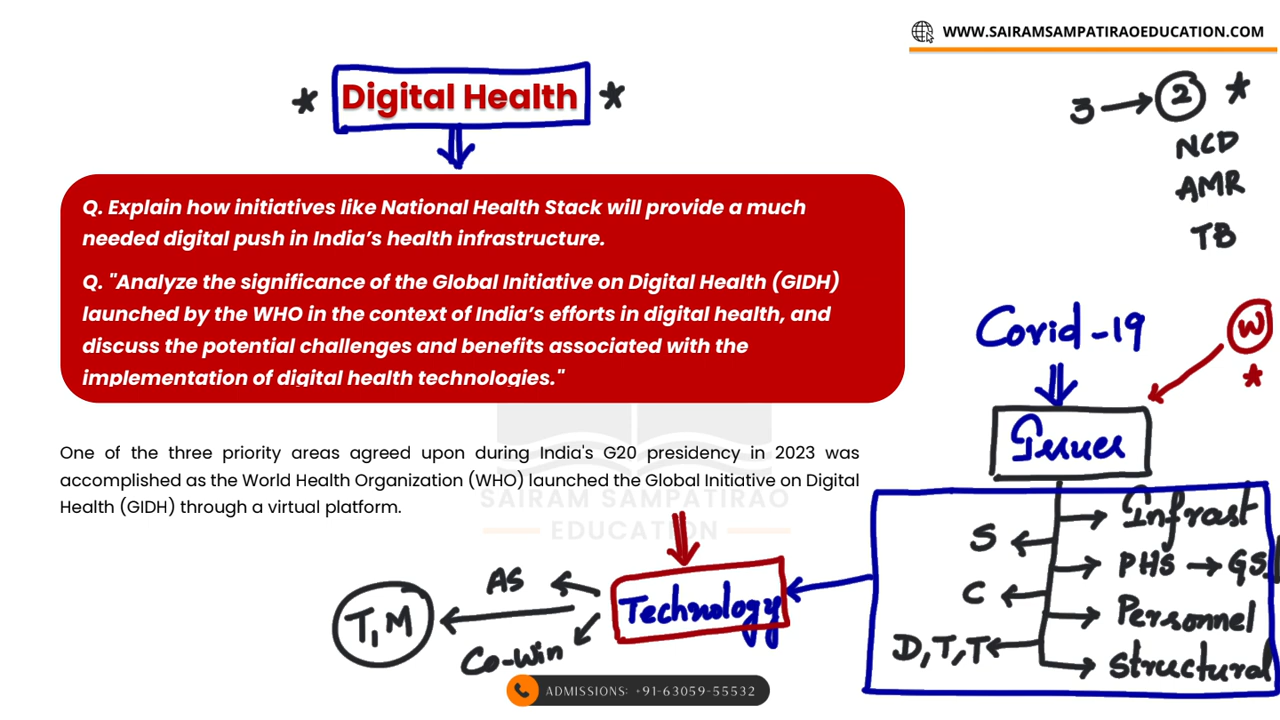 WWW.SAIRAMSAMPATIRAOEDUCATION.COM
* Digital Health *
3 → 2 *
NCD
AMR
TB
Q. Explain how initiatives like National Health Stack will provide a much
needed digital push in India's health infrastructure.
Q. "Analyze the significance of the Global Initiative on Digital Health (GIDH)
launched by the WHO in the context of India's efforts in digital health, and
discuss the potential challenges and benefits associated with the
implementation of digital health technologies."
Covid-19
W
*
Issues
One of the three priority areas agreed upon during India's G20 presidency in 2023 was
accomplished as the World Health Organization (WHO) launched the Global Initiative on Digital
Health (GIDH) through a virtual platform.
SAIRAM SAMPATIRAO
EDUCATION
Infrast
S
PHS → GS
C
Personnel
D, T, T
Structural
Technology
AS
T, M
Co-Win
ADMISSIONS: +91-63059-55532